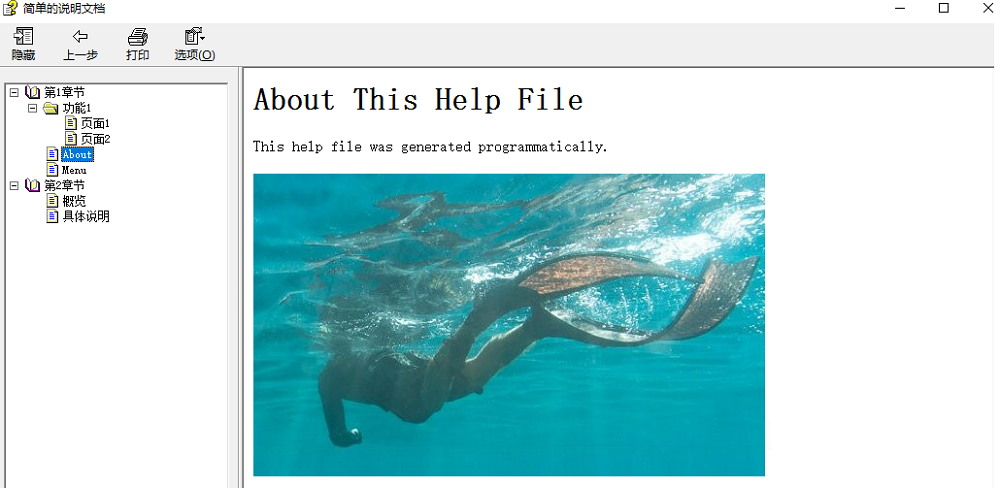 简单的说明文档
隐藏 上一步 打印 选项(O)
第1章节
功能1
页面1
页面2
About
Menu
第2章节
概览
具体说明
About This Help File
This help file was generated programmatically.